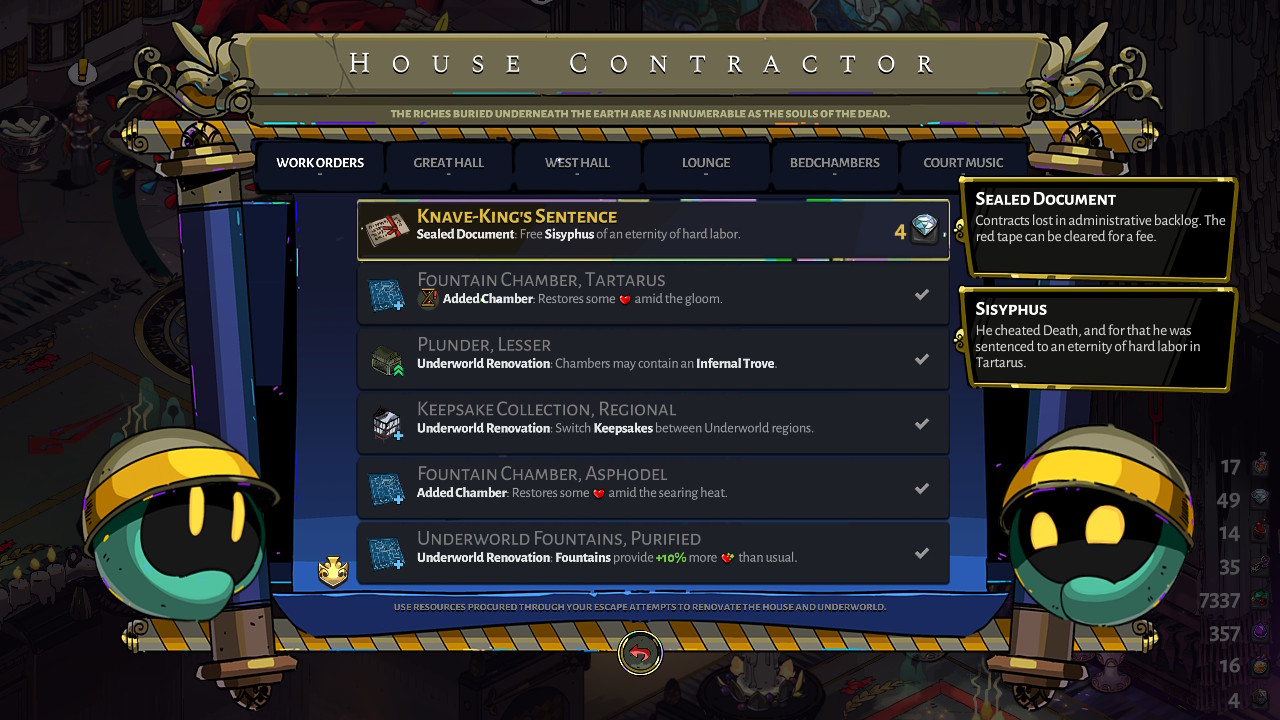 HOUSE CONTRACTOR
THE RICHES BURIED UNDERNEATH THE EARTH ARE AS INNUMERABLE AS THE SOULS OF THE DEAD.
WORK ORDERS
GREAT HALL
WEST HALL
LOUNGE
BEDCHAMBERS
COURT MUSIC
KNAVE-KING'S SENTENCE
Sealed Document: Free Sisyphus of an eternity of hard labor.
4
FOUNTAIN CHAMBER, TARTARUS
Added Chamber: Restores some amid the gloom.
PLUNDER, LESSER
Underworld Renovation: Chambers may contain an Infernal Trove.
KEEPSAKE COLLECTION, REGIONAL
Underworld Renovation: Switch Keepsakes between Underworld regions.
FOUNTAIN CHAMBER, ASPHODEL
Added Chamber: Restores some amid the searing heat.
UNDERWORLD FOUNTAINS, PURIFIED
Underworld Renovation: Fountains provide +10% more than usual.
USE RESOURCES PROCURED THROUGH YOUR ESCAPE ATTEMPTS TO RENOVATE THE HOUSE AND UNDERWORLD.
SEALED DOCUMENT
Contracts lost in administrative backlog. The
red tape can be cleared for a fee.
SISYPHUS
He cheated Death, and for that he was
sentenced to an eternity of hard labor in
Tartarus.
17
49
14
35
7337
357
16
4